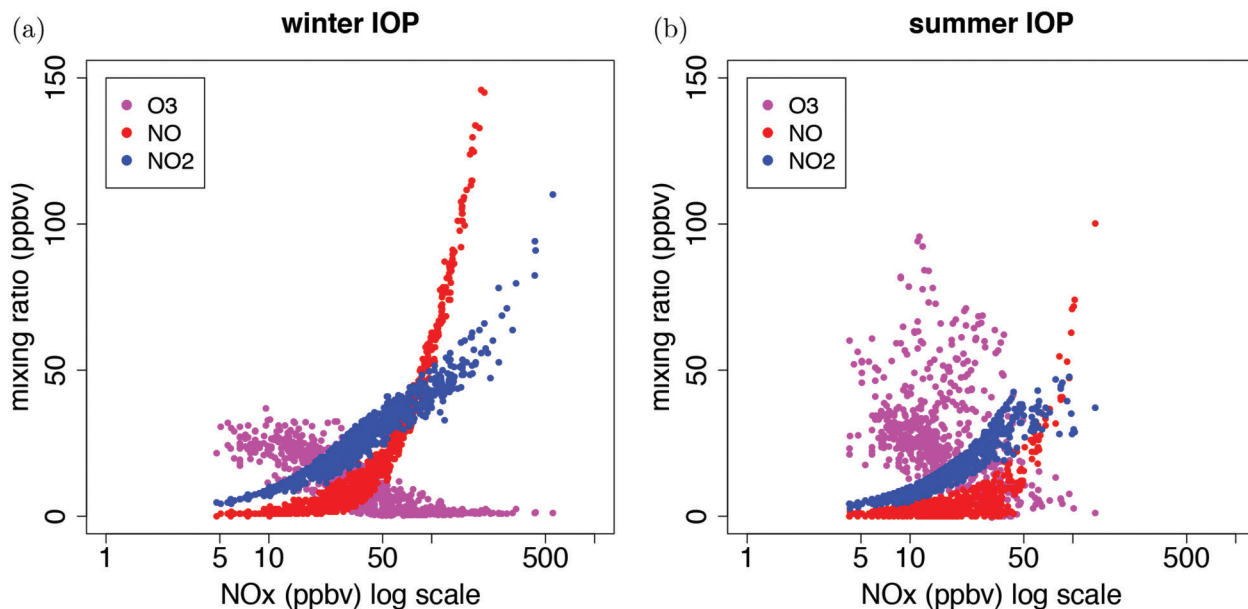 (a)
winter IOP
mixing ratio (ppbv)
150
100
50
0
O3
NO
NO2
1
5
10
50
500
NOx (ppbv) log scale
(b)
summer IOP
mixing ratio (ppbv)
150
100
50
0
O3
NO
NO2
1
5
10
50
500
NOx (ppbv) log scale